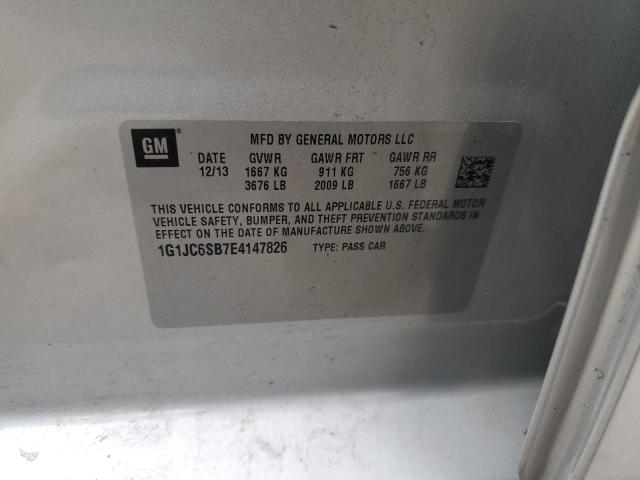 GM
MFD BY GENERAL MOTORS LLC
DATE GVWR GAWR FRT GAWR RR
12/13 1667 KG 911 KG 756 KG
3676 LB 2009 LB 1667 LB
THIS VEHICLE CONFORMS TO ALL APPLICABLE U.S. FEDERAL MOTOR
VEHICLE SAFETY, BUMPER, AND THEFT PREVENTION STANDARDS IN
EFFECT ON THE DATE OF MANUFACTURE SHOWN ABOVE.
1G1JC6SB7E4147826 TYPE: PASS CAR